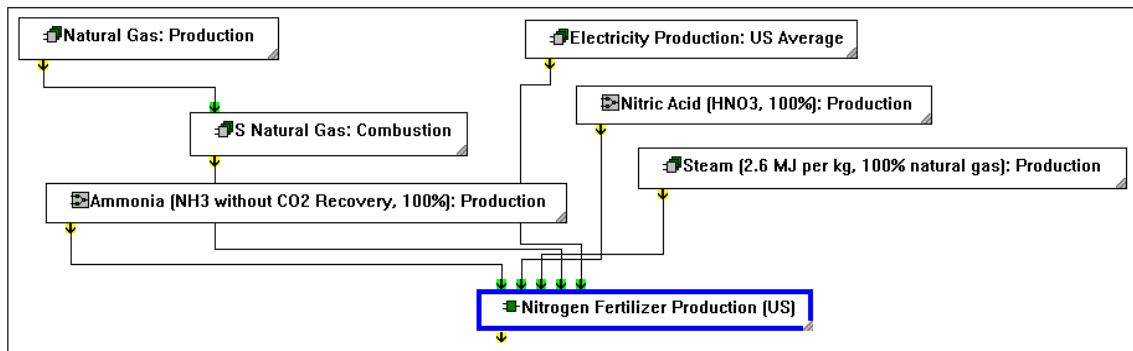 Natural Gas: Production
Electricity Production: US Average
Nitric Acid (HNO3, 100%): Production
S Natural Gas: Combustion
Steam (2.6 MJ per kg, 100% natural gas): Production
Ammonia (NH3 without CO2 Recovery, 100%): Production
Nitrogen Fertilizer Production (US)